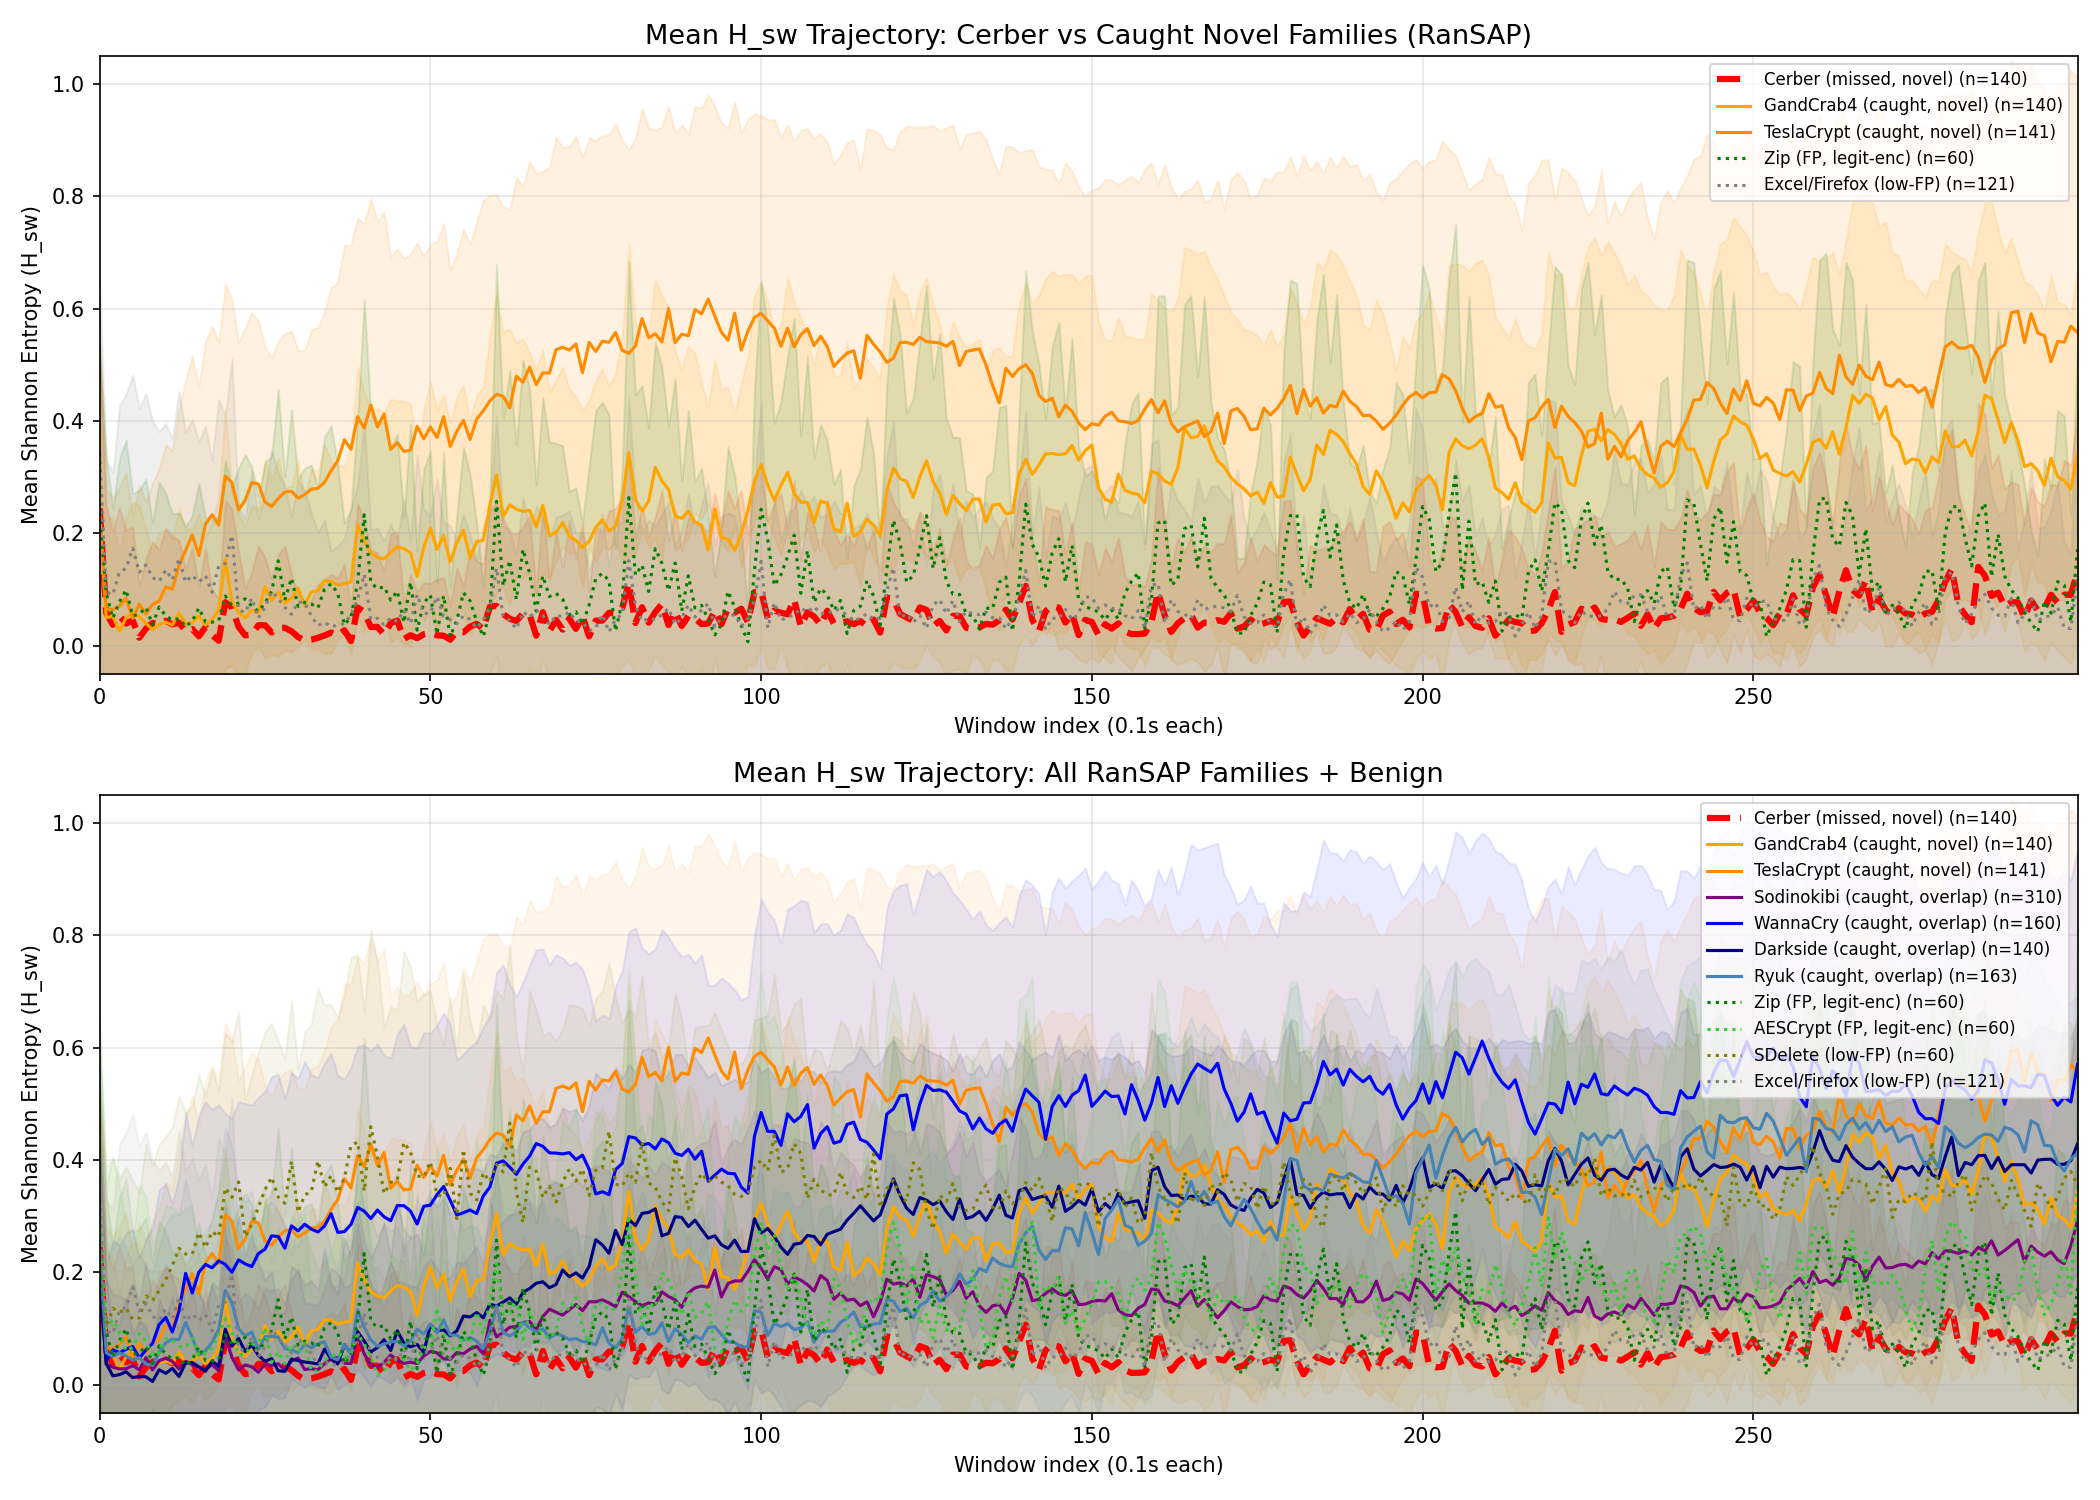 Mean H_sw Trajectory: Cerber vs Caught Novel Families (RanSAP)
Mean Shannon Entropy (H_sw)
1.0
0.8
0.6
0.4
0.2
0.0
Cerber (missed, novel) (n=140)
GandCrab4 (caught, novel) (n=140)
TeslaCrypt (caught, novel) (n=141)
Zip (FP, legit-enc) (n=60)
Excel/Firefox (low-FP) (n=121)
0 50 100 150 200 250
Window index (0.1s each)
Mean H_sw Trajectory: All RanSAP Families + Benign
Mean Shannon Entropy (H_sw)
1.0
0.8
0.6
0.4
0.2
0.0
Cerber (missed, novel) (n=140)
GandCrab4 (caught, novel) (n=140)
TeslaCrypt (caught, novel) (n=141)
Sodinokibi (caught, overlap) (n=310)
WannaCry (caught, overlap) (n=160)
Darkside (caught, overlap) (n=140)
Ryuk (caught, overlap) (n=163)
Zip (FP, legit-enc) (n=60)
AESCrypt (FP, legit-enc) (n=60)
SDelete (low-FP) (n=60)
Excel/Firefox (low-FP) (n=121)
0 50 100 150 200 250
Window index (0.1s each)